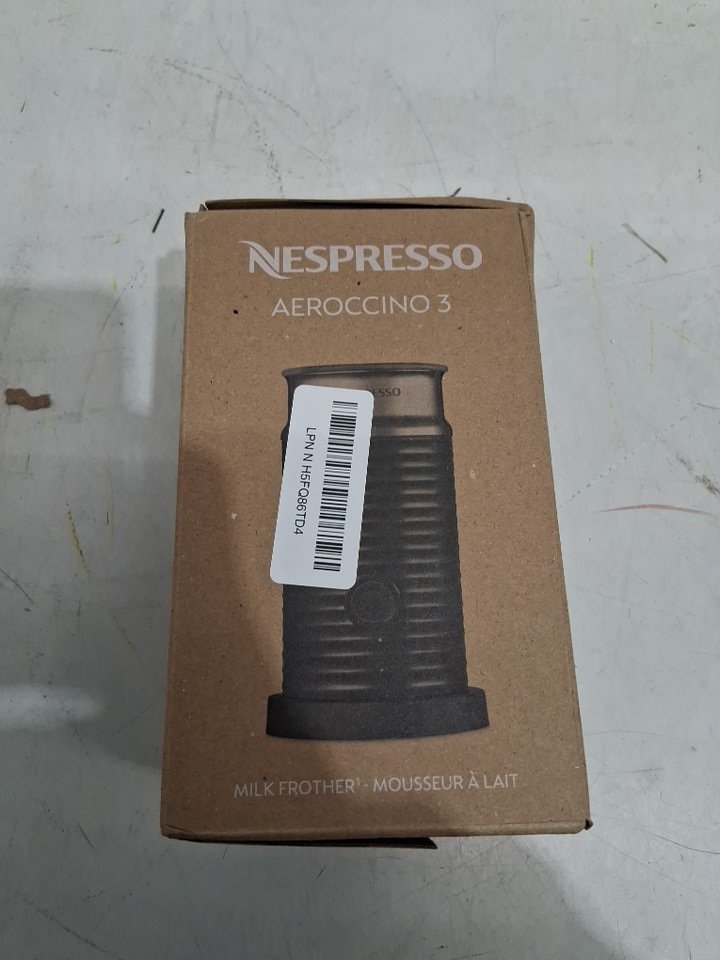 NESPRESSO
AEROCCINO 3
LPN N H5FQ86TD4
MILK FROTHER¹ - MOUSSEUR À LAIT